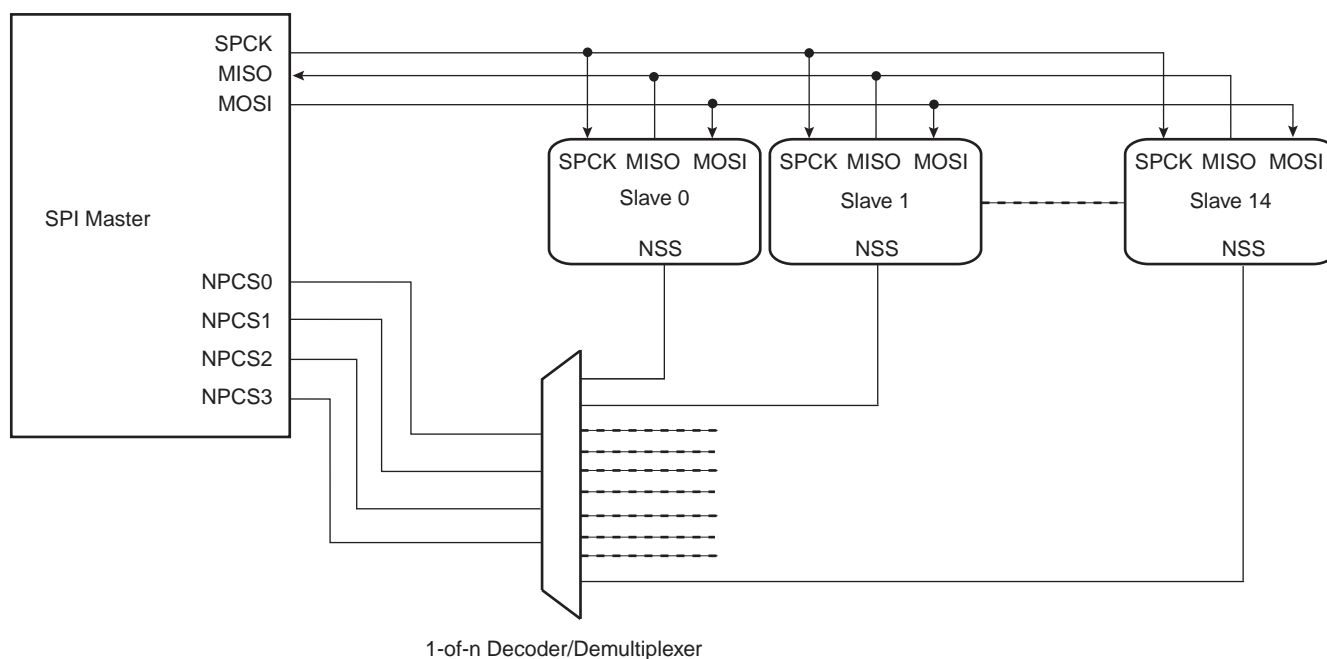 SPCK
MISO
MOSI
SPI Master
NPCS0
NPCS1
NPCS2
NPCS3
SPCK MISO MOSI
Slave 0
NSS
SPCK MISO MOSI
Slave 1
NSS
SPCK MISO MOSI
Slave 14
NSS
1-of-n Decoder/Demultiplexer